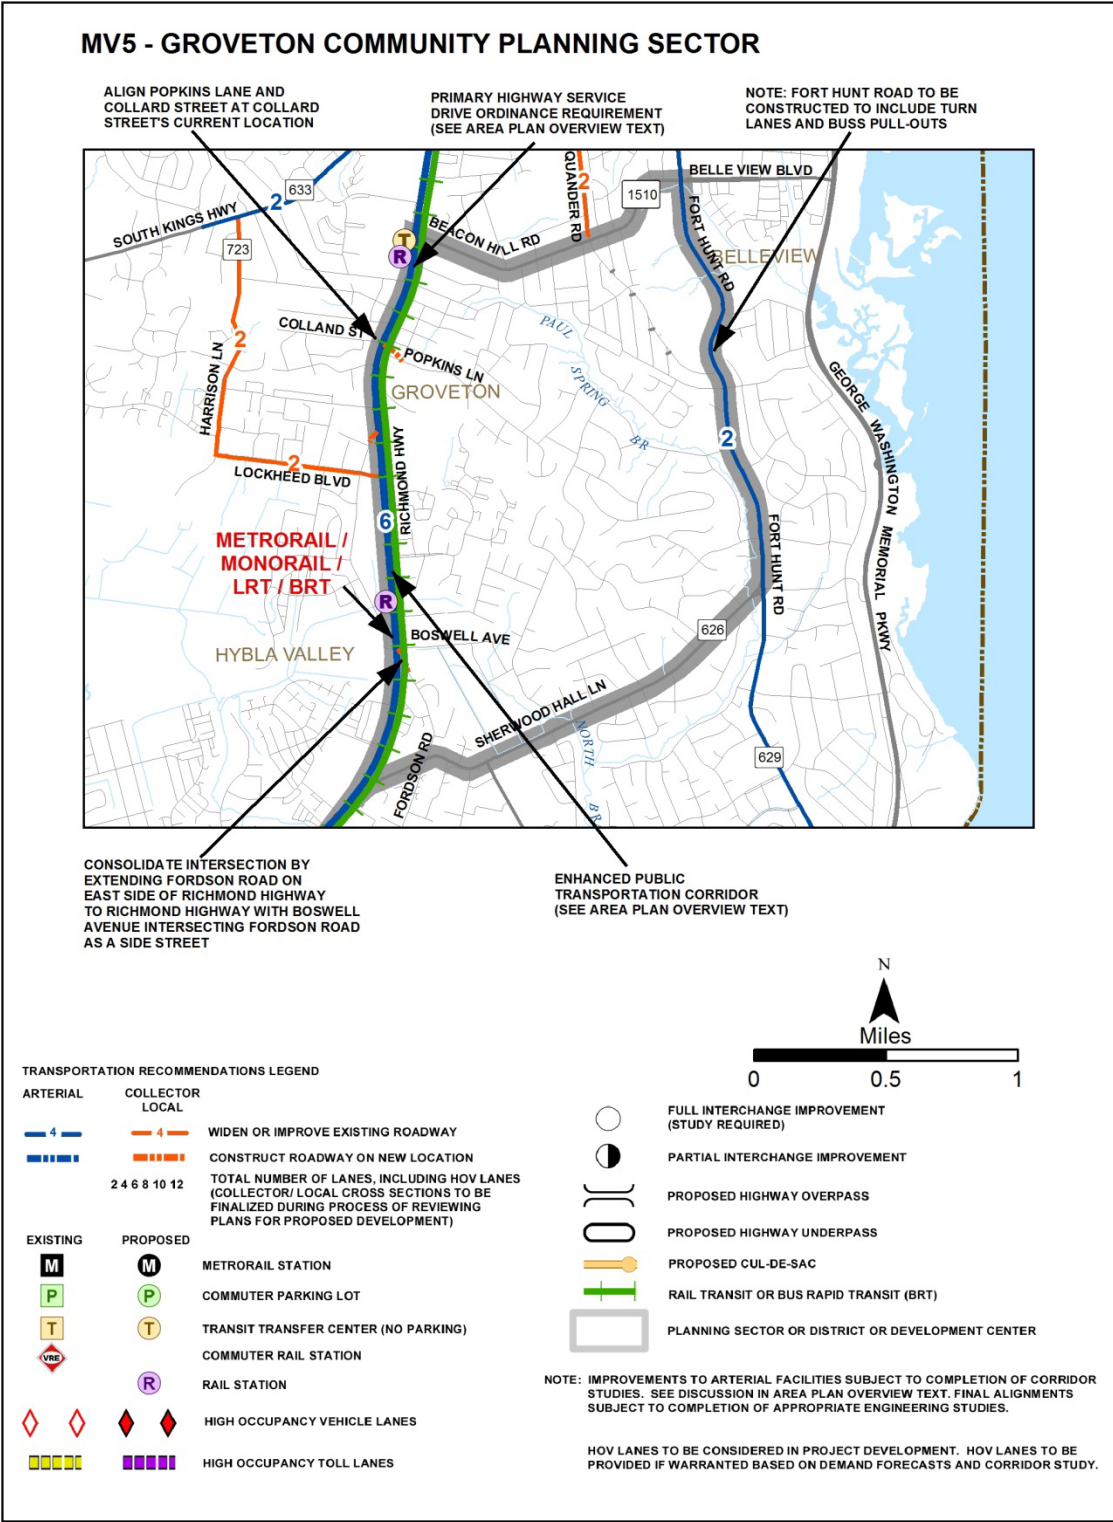 MV5 - GROVETON COMMUNITY PLANNING SECTOR
ALIGN POPKINS LANE AND
COLLARD STREET AT COLLARD
STREET'S CURRENT LOCATION
PRIMARY HIGHWAY SERVICE
DRIVE ORDINANCE REQUIREMENT
(SEE AREA PLAN OVERVIEW TEXT)
NOTE: FORT HUNT ROAD TO BE
CONSTRUCTED TO INCLUDE TURN
LANES AND BUSS PULL-OUTS
SOUTH KINGS HWY
2
633
723
QUANDER RD
2
1510
BELLE VIEW BLVD
BEACON HILL RD
T
R
FORT HUNT RD
BELLEVIEW
HARRISON LN
2
COLLAND ST
POPKINS LN
GROVETON
PAUL
SPRING
BR
GEORGE WASHINGTON MEMORIAL PKWY
2
2
LOCKHEED BLVD
RICHMOND HWY
6
METRORAIL /
MONORAIL /
LRT / BRT
R
FORT HUNT RD
626
BOSWELL AVE
HYBLA VALLEY
SHERWOOD HALL LN
FORDSON RD
NORTH
BR
629
CONSOLIDATE INTERSECTION BY
EXTENDING FORDSON ROAD ON
EAST SIDE OF RICHMOND HIGHWAY
TO RICHMOND HIGHWAY WITH BOSWELL
AVENUE INTERSECTING FORDSON ROAD
AS A SIDE STREET
ENHANCED PUBLIC
TRANSPORTATION CORRIDOR
(SEE AREA PLAN OVERVIEW TEXT)
N
Miles
0 0.5 1
TRANSPORTATION RECOMMENDATIONS LEGEND
ARTERIAL
COLLECTOR
LOCAL
4 4 WIDEN OR IMPROVE EXISTING ROADWAY
CONSTRUCT ROADWAY ON NEW LOCATION
2 4 6 8 10 12 TOTAL NUMBER OF LANES, INCLUDING HOV LANES
(COLLECTOR/ LOCAL CROSS SECTIONS TO BE
FINALIZED DURING PROCESS OF REVIEWING
PLANS FOR PROPOSED DEVELOPMENT)
EXISTING PROPOSED
M M METRORAIL STATION
P P COMMUTER PARKING LOT
T T TRANSIT TRANSFER CENTER (NO PARKING)
VRE COMMUTER RAIL STATION
R RAIL STATION
HIGH OCCUPANCY VEHICLE LANES
HIGH OCCUPANCY TOLL LANES
FULL INTERCHANGE IMPROVEMENT
(STUDY REQUIRED)
PARTIAL INTERCHANGE IMPROVEMENT
PROPOSED HIGHWAY OVERPASS
PROPOSED HIGHWAY UNDERPASS
PROPOSED CUL-DE-SAC
RAIL TRANSIT OR BUS RAPID TRANSIT (BRT)
PLANNING SECTOR OR DISTRICT OR DEVELOPMENT CENTER
NOTE: IMPROVEMENTS TO ARTERIAL FACILITIES SUBJECT TO COMPLETION OF CORRIDOR
STUDIES. SEE DISCUSSION IN AREA PLAN OVERVIEW TEXT. FINAL ALIGNMENTS
SUBJECT TO COMPLETION OF APPROPRIATE ENGINEERING STUDIES.
HOV LANES TO BE CONSIDERED IN PROJECT DEVELOPMENT. HOV LANES TO BE
PROVIDED IF WARRANTED BASED ON DEMAND FORECASTS AND CORRIDOR STUDY.